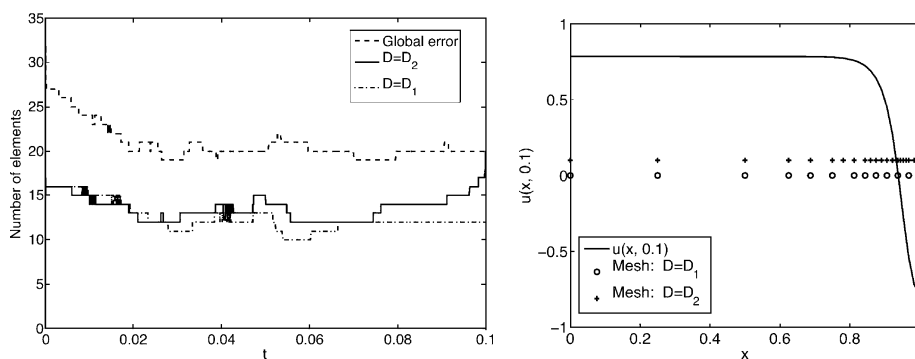 35
30
25
20
15
10
5
0
Number of elements
Global error
D=D2
D=D1
0
0.02
0.04
0.06
0.08
0.1
t
1
0.5
0
−0.5
−1
u(x, 0.1)
u(x, 0.1)
Mesh: D=D1
Mesh: D=D2
0
0.2
0.4
0.6
0.8
x